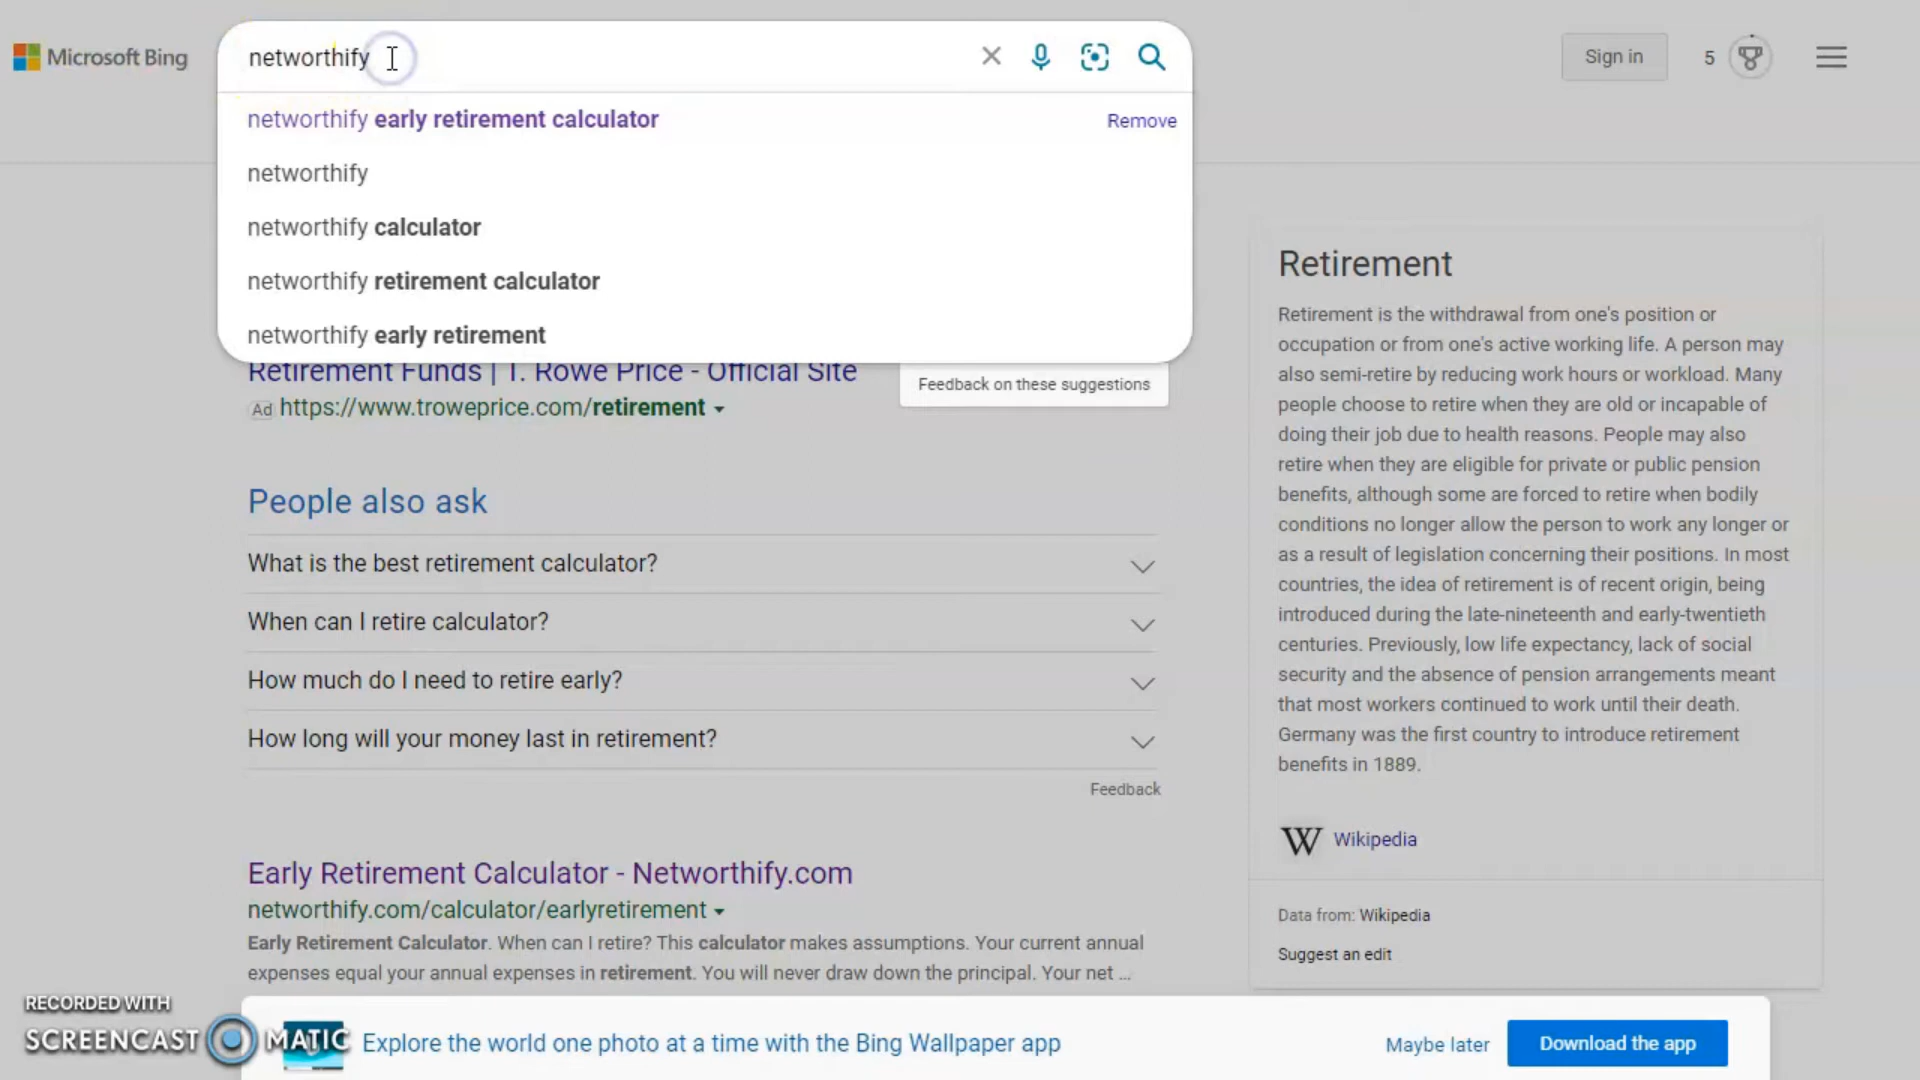 Microsoft Bing
networthify
Sign in
5
networthify early retirement calculator
Remove
networthify
networthify calculator
networthify retirement calculator
networthify early retirement
Feedback on these suggestions
Retirement Funds | T. Rowe Price - Official Site
Ad https://www.troweprice.com/retirement
People also ask
What is the best retirement calculator?
When can I retire calculator?
How much do I need to retire early?
How long will your money last in retirement?
Feedback
Early Retirement Calculator - Networthify.com
networthify.com/calculator/earlyretirement
Early Retirement Calculator. When can I retire? This calculator makes assumptions. Your current annual
expenses equal your annual expenses in retirement. You will never draw down the principal. Your net ...
Retirement
Retirement is the withdrawal from one's position or
occupation or from one's active working life. A person may
also semi-retire by reducing work hours or workload. Many
people choose to retire when they are old or incapable of
doing their job due to health reasons. People may also
retire when they are eligible for private or public pension
benefits, although some are forced to retire when bodily
conditions no longer allow the person to work any longer or
as a result of legislation concerning their positions. In most
countries, the idea of retirement is of recent origin, being
introduced during the late-nineteenth and early-twentieth
centuries. Previously, low life expectancy, lack of social
security and the absence of pension arrangements meant
that most workers continued to work until their death.
Germany was the first country to introduce retirement
benefits in 1889.
W Wikipedia
Data from: Wikipedia
Suggest an edit
RECORDED WITH
SCREENCAST MATIC
Explore the world one photo at a time with the Bing Wallpaper app
Maybe later
Download the app